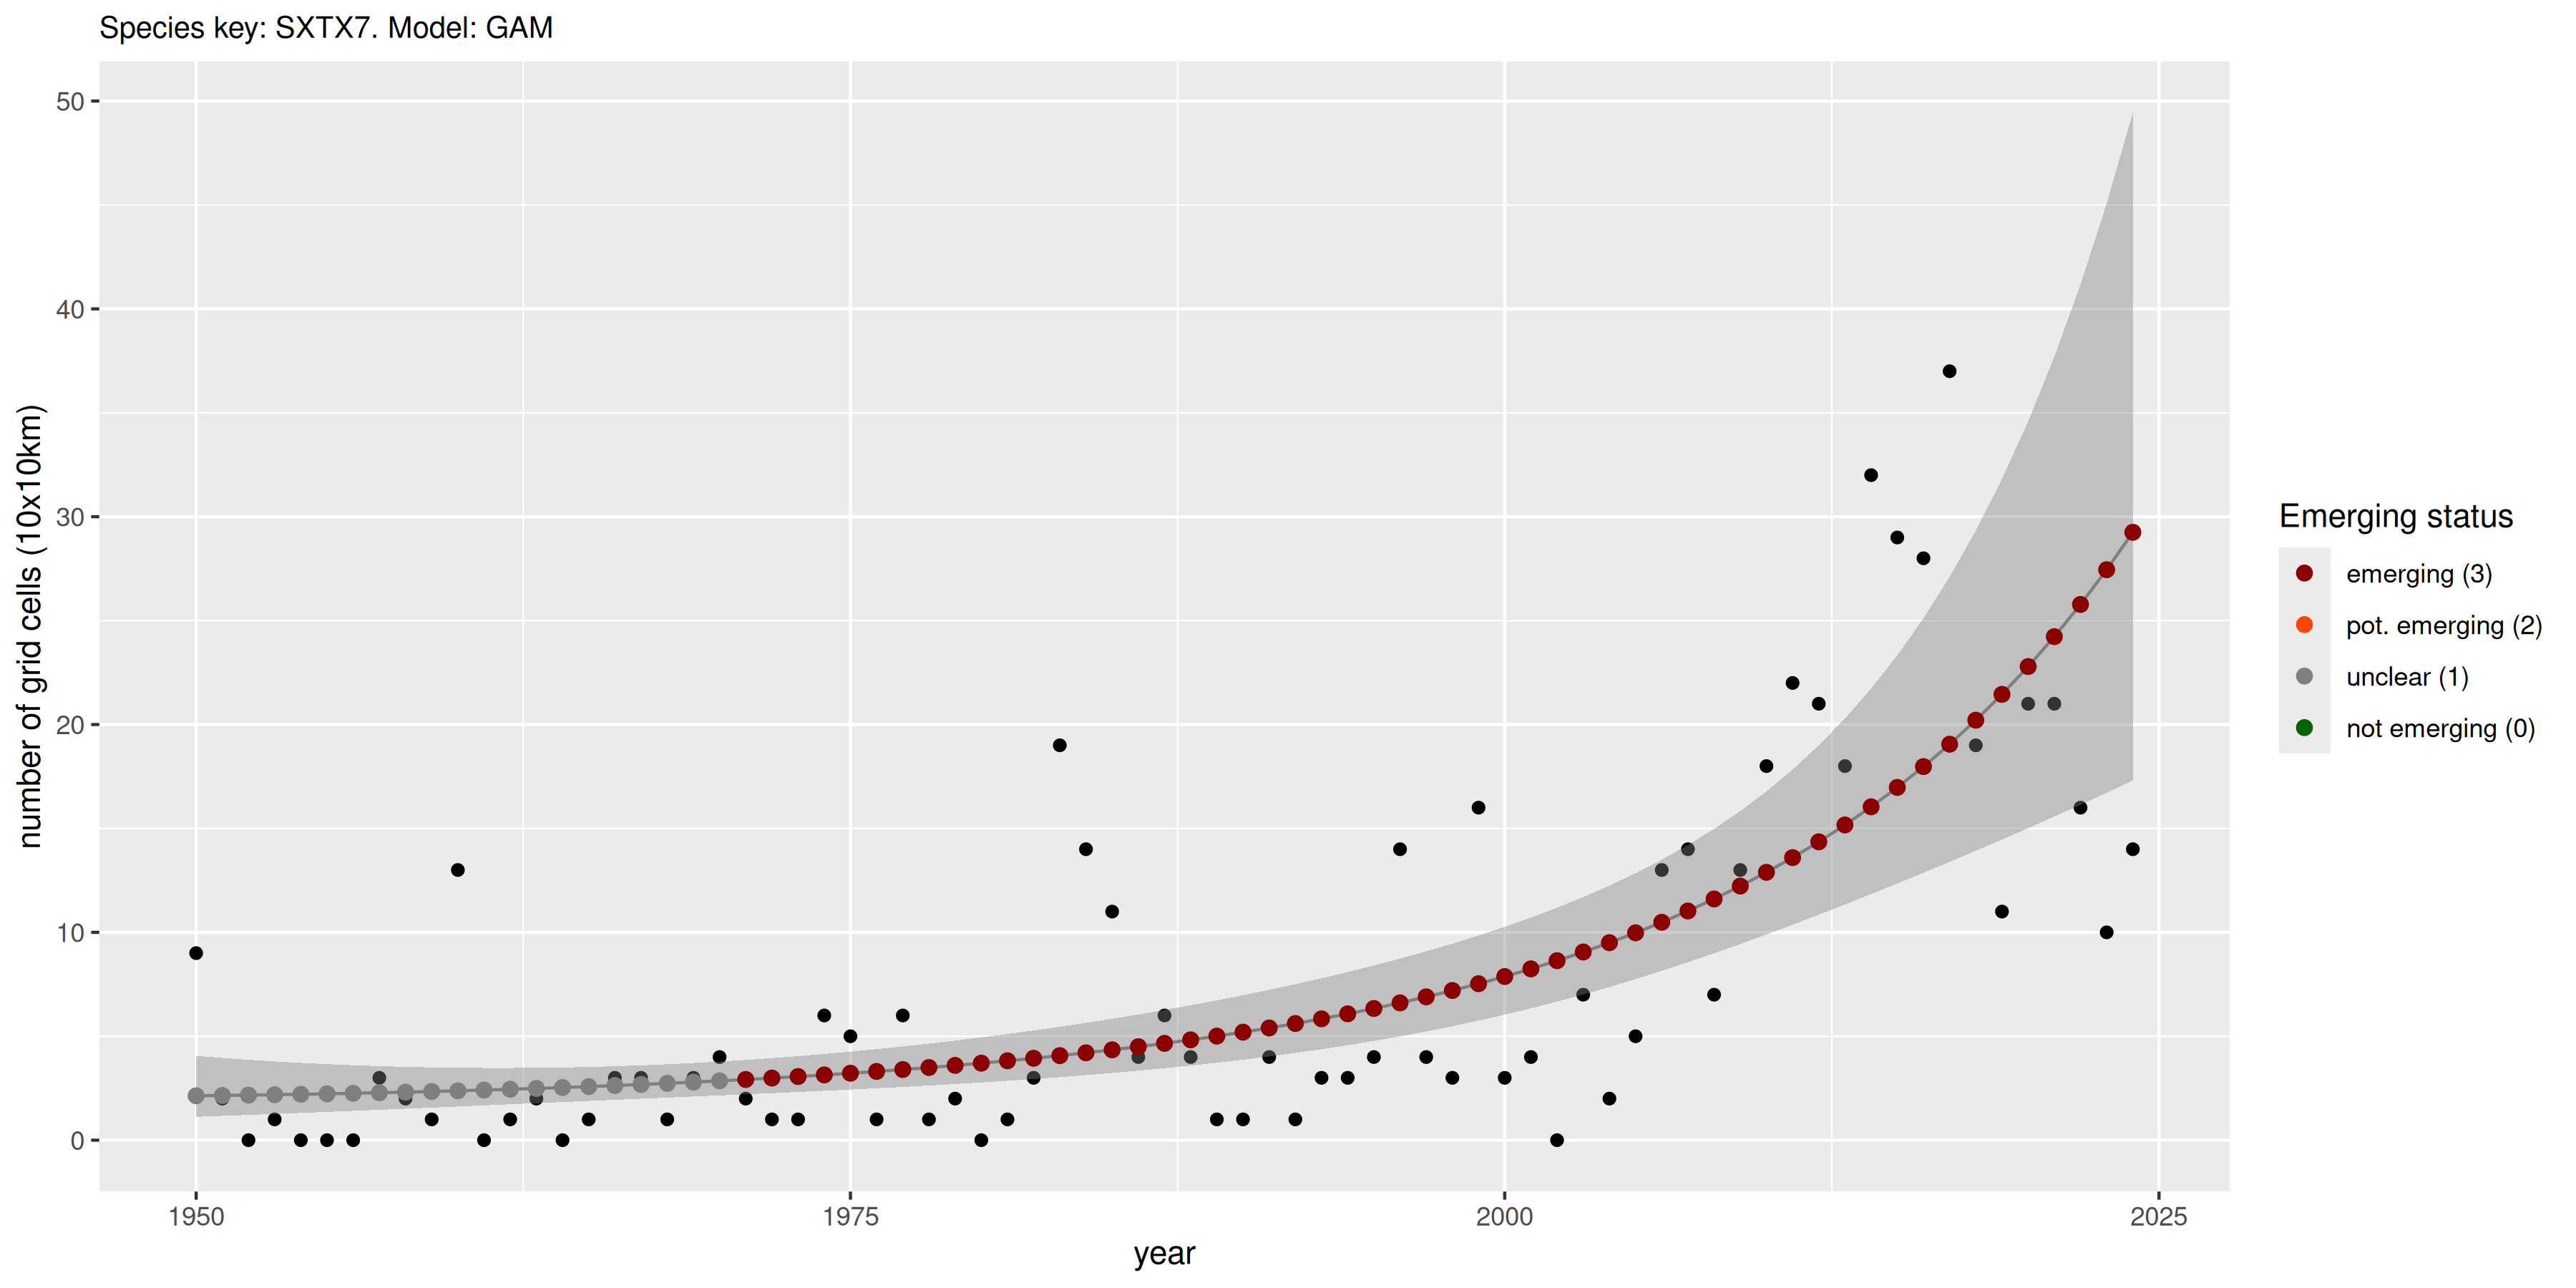 Species key: SXTX7. Model: GAM
50
40
30
20
10
0
number of grid cells (10x10km)
1950
1975
2000
2025
year
Emerging status
emerging (3)
pot. emerging (2)
unclear (1)
not emerging (0)